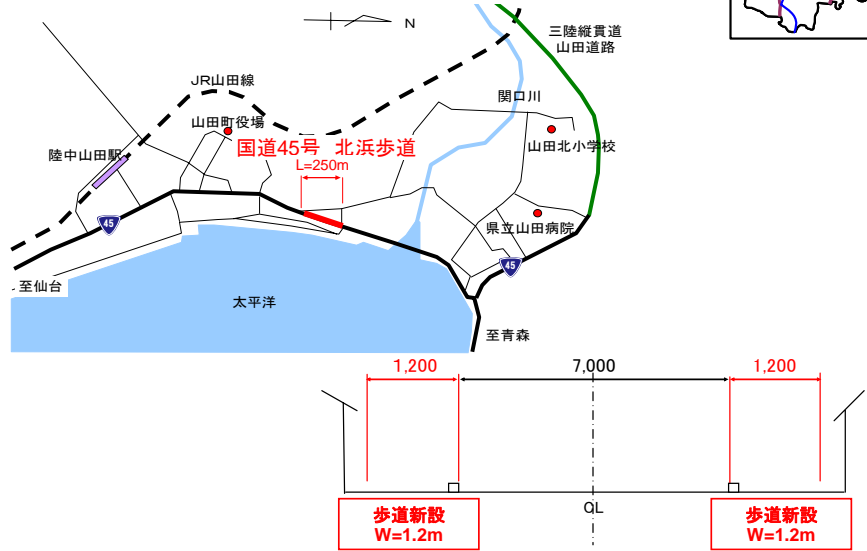 N
三陸縦貫道
山田道路
JR山田線
関口川
山田町役場
国道45号 北浜歩道
L=250m
山田北小学校
陸中山田駅
県立山田病院
45
45
至仙台
太平洋
至青森
1,200
7,000
1,200
CL
歩道新設
W=1.2m
歩道新設
W=1.2m